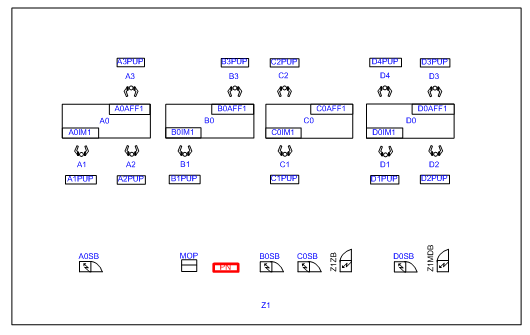 A3PUP B3PUP C2PUP D4PUP D3PUP
A3 B3 C2 D4 D3
A0AFF1 B0AFF1 C0AFF1 D0AFF1
A0 B0 C0 D0
A0IM1 B0IM1 C0IM1 D0IM1
A1 A2 B1 C1 D1 D2
A1PUP A2PUP B1PUP C1PUP D1PUP D2PUP
A0SB MOP B0SB C0SB Z1ZB D0SB Z1MDB
PN
Z1